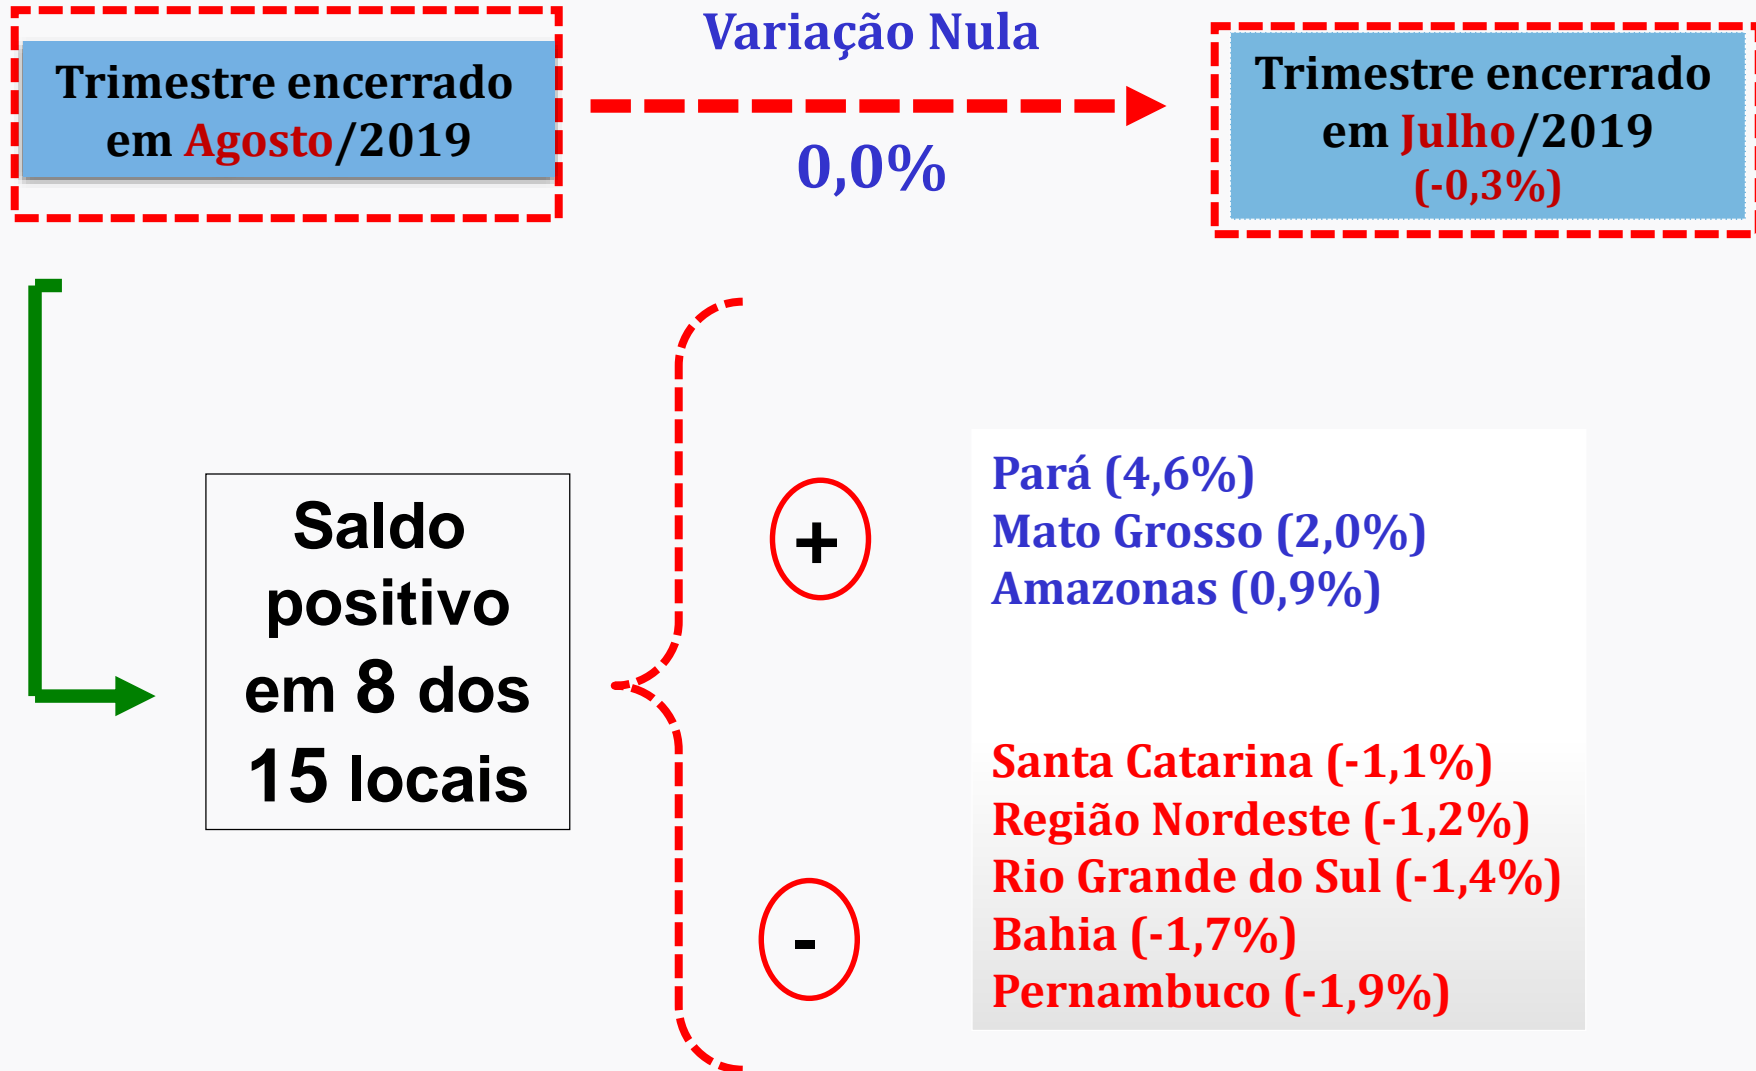 Trimestre encerrado
em Agosto/2019
Variação Nula
0,0%
Trimestre encerrado
em Julho/2019
(-0,3%)
Saldo
positivo
em 8 dos
15 locais
+
Pará (4,6%)
Mato Grosso (2,0%)
Amazonas (0,9%)
-
Santa Catarina (-1,1%)
Região Nordeste (-1,2%)
Rio Grande do Sul (-1,4%)
Bahia (-1,7%)
Pernambuco (-1,9%)